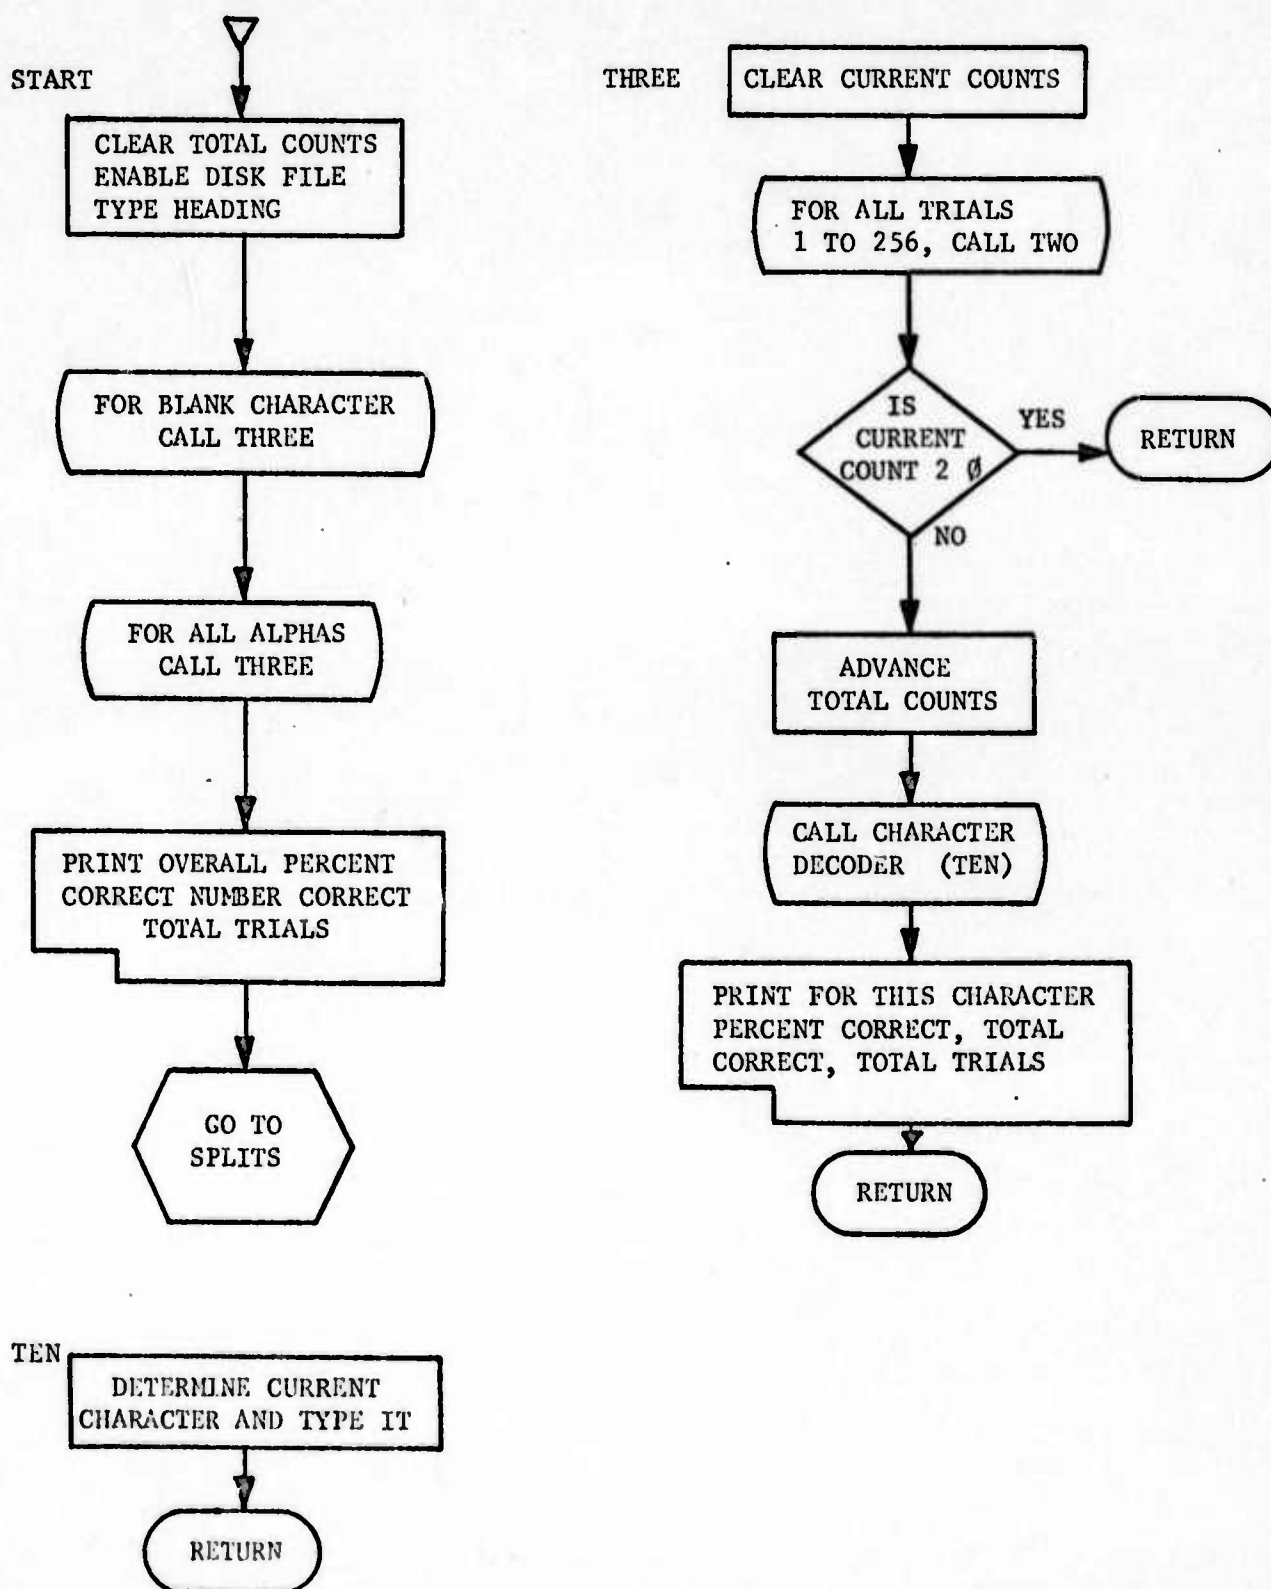 START
CLEAR TOTAL COUNTS
ENABLE DISK FILE
TYPE HEADING
FOR BLANK CHARACTER
CALL THREE
FOR ALL ALPHAS
CALL THREE
PRINT OVERALL PERCENT
CORRECT NUMBER CORRECT
TOTAL TRIALS
GO TO
SPLITS
TEN
DETERMINE CURRENT
CHARACTER AND TYPE IT
RETURN
THREE
CLEAR CURRENT COUNTS
FOR ALL TRIALS
1 TO 256, CALL TWO
IS
CURRENT
COUNT 2 Ø
YES
RETURN
NO
ADVANCE
TOTAL COUNTS
CALL CHARACTER
DECODER (TEN)
PRINT FOR THIS CHARACTER
PERCENT CORRECT, TOTAL
CORRECT, TOTAL TRIALS
RETURN